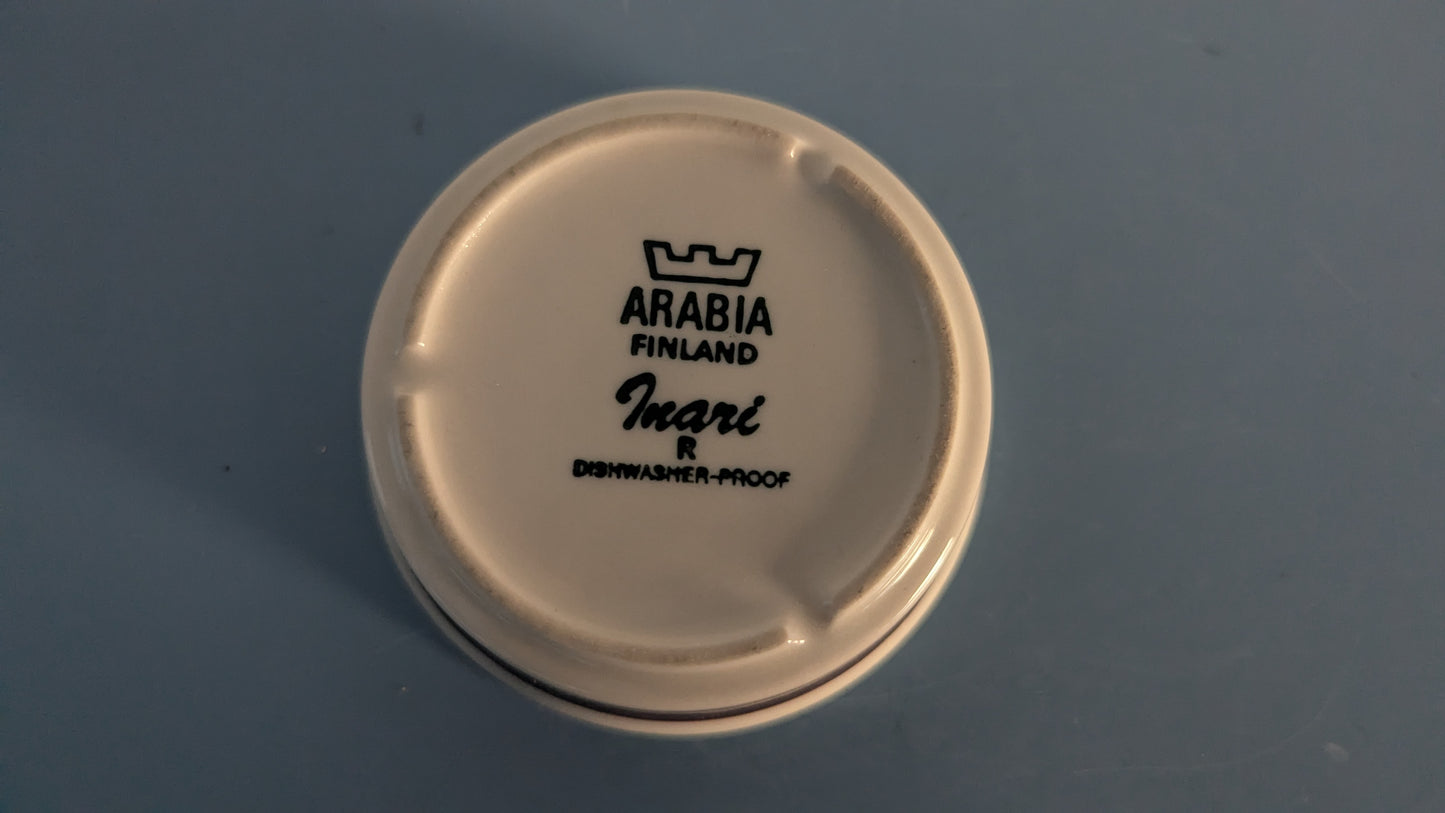 ARABIA
FINLAND
Inari
R
DISHWASHER-PROOF